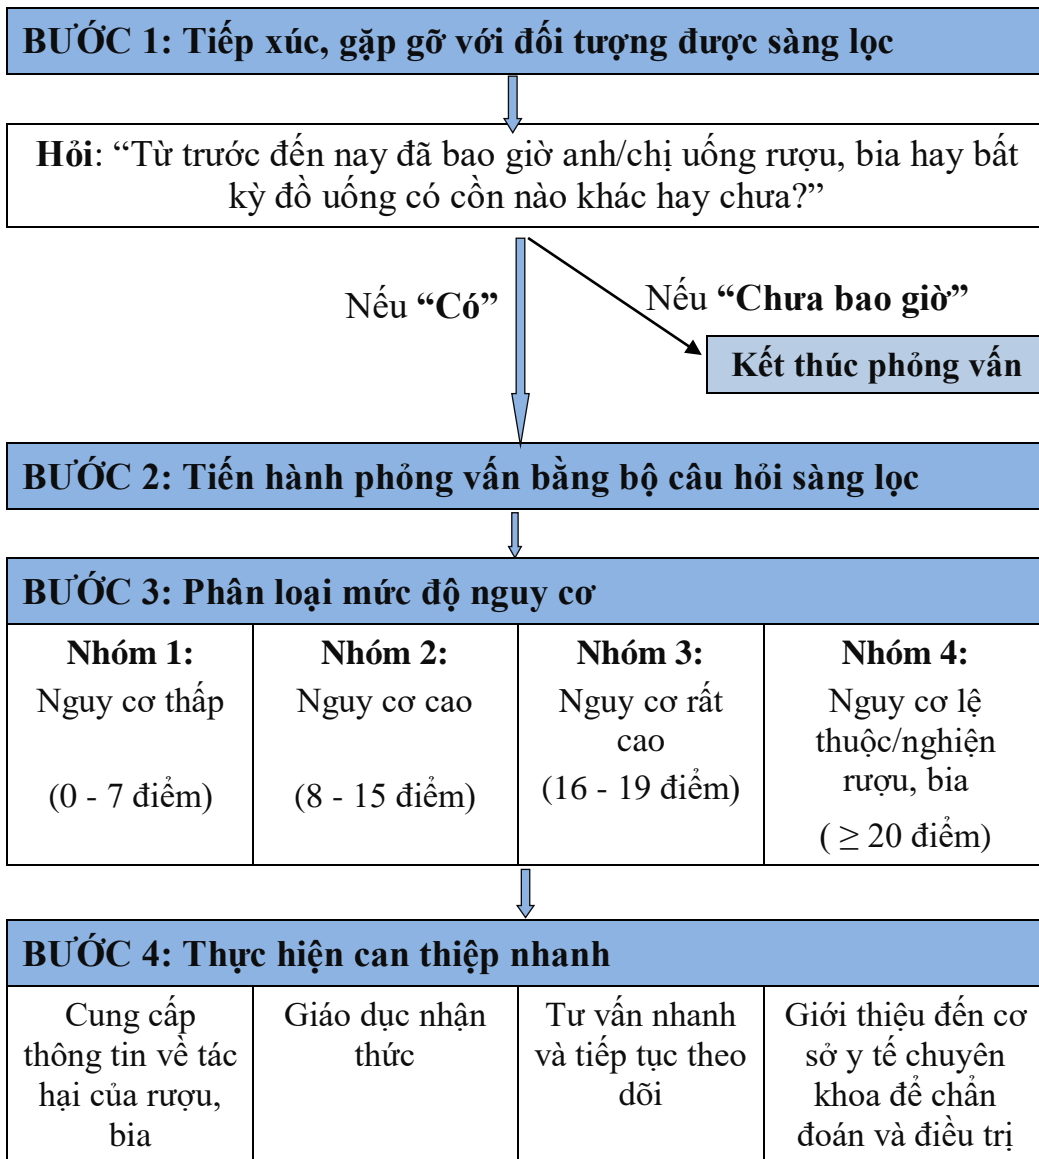 BƯỚC 1: Tiếp xúc, gặp gỡ với đối tượng được sàng lọc
Hỏi: “Từ trước đến nay đã bao giờ anh/chị uống rượu, bia hay bất
kỳ đồ uống có cồn nào khác hay chưa?”
Nếu “Có”
Nếu “Chưa bao giờ”
Kết thúc phỏng vấn
BƯỚC 2: Tiến hành phỏng vấn bằng bộ câu hỏi sàng lọc
BƯỚC 3: Phân loại mức độ nguy cơ
Nhóm 1:
Nguy cơ thấp
(0 - 7 điểm)
Nhóm 2:
Nguy cơ cao
(8 - 15 điểm)
Nhóm 3:
Nguy cơ rất
cao
(16 - 19 điểm)
Nhóm 4:
Nguy cơ lệ
thuộc/nghiện
rượu, bia
( ≥ 20 điểm)
BƯỚC 4: Thực hiện can thiệp nhanh
Cung cấp
thông tin về tác
hại của rượu,
bia
Giáo dục nhận
thức
Tư vấn nhanh
và tiếp tục theo
dõi
Giới thiệu đến cơ
sở y tế chuyên
khoa để chẩn
đoán và điều trị